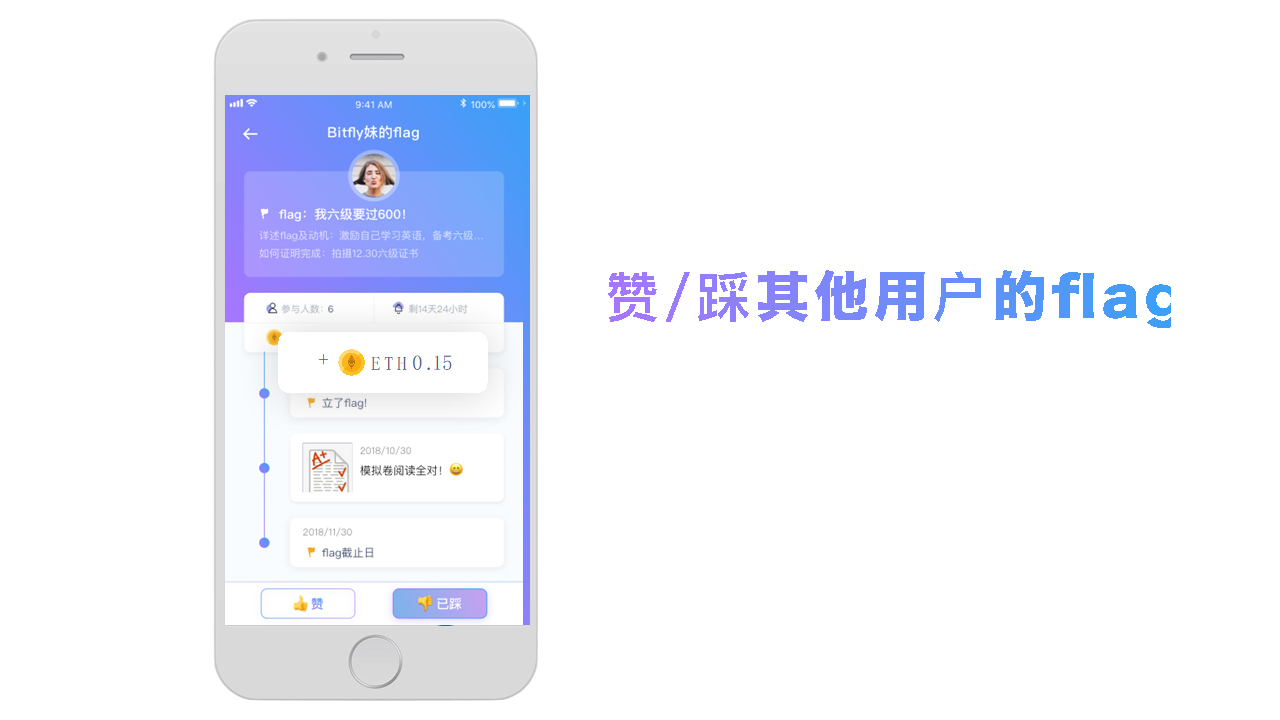 9:41 AM
100%
Bitfly妹的flag
flag：我六级要过600！
详述flag及动机：激励自己学习英语，备考六级...
如何证明完成：拍摄12.30六级证书
参与人数：6
剩14天24小时
+ ETH 0.15
立了flag!
A+
2018/10/30
模拟卷阅读全对！
2018/11/30
flag截止日
赞
已踩
赞/踩其他用户的flag